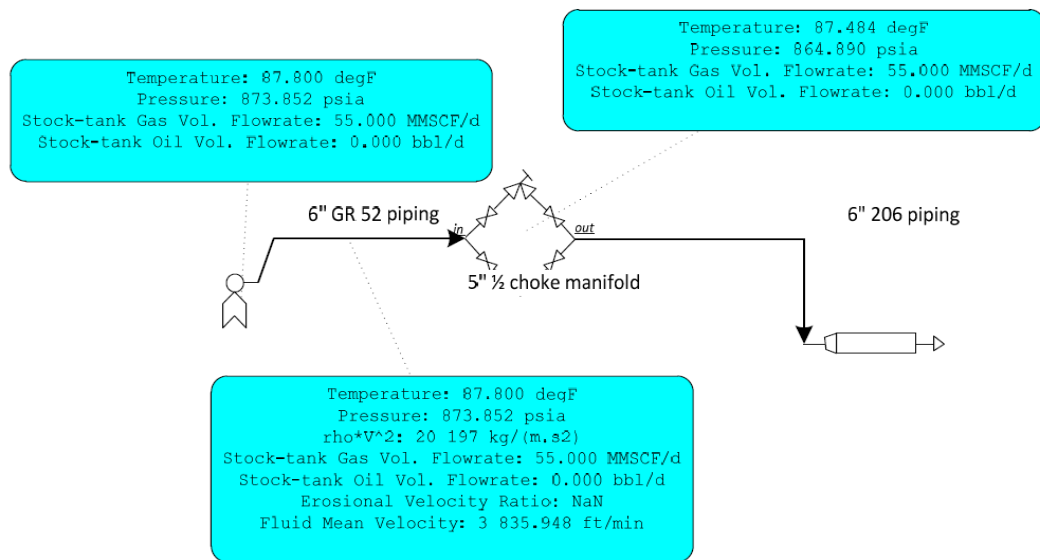 Temperature: 87.484 degF
Pressure: 864.890 psia
Stock-tank Gas Vol. Flowrate: 55.000 MMSCF/d
Stock-tank Oil Vol. Flowrate: 0.000 bbl/d
Temperature: 87.800 degF
Pressure: 873.852 psia
Stock-tank Gas Vol. Flowrate: 55.000 MMSCF/d
Stock-tank Oil Vol. Flowrate: 0.000 bbl/d
6" GR 52 piping
6" 206 piping
in
out
5" ½ choke manifold
Temperature: 87.800 degF
Pressure: 873.852 psia
rho*V^2: 20 197 kg/(m.s2)
Stock-tank Gas Vol. Flowrate: 55.000 MMSCF/d
Stock-tank Oil Vol. Flowrate: 0.000 bbl/d
Erosional Velocity Ratio: NaN
Fluid Mean Velocity: 3 835.948 ft/min